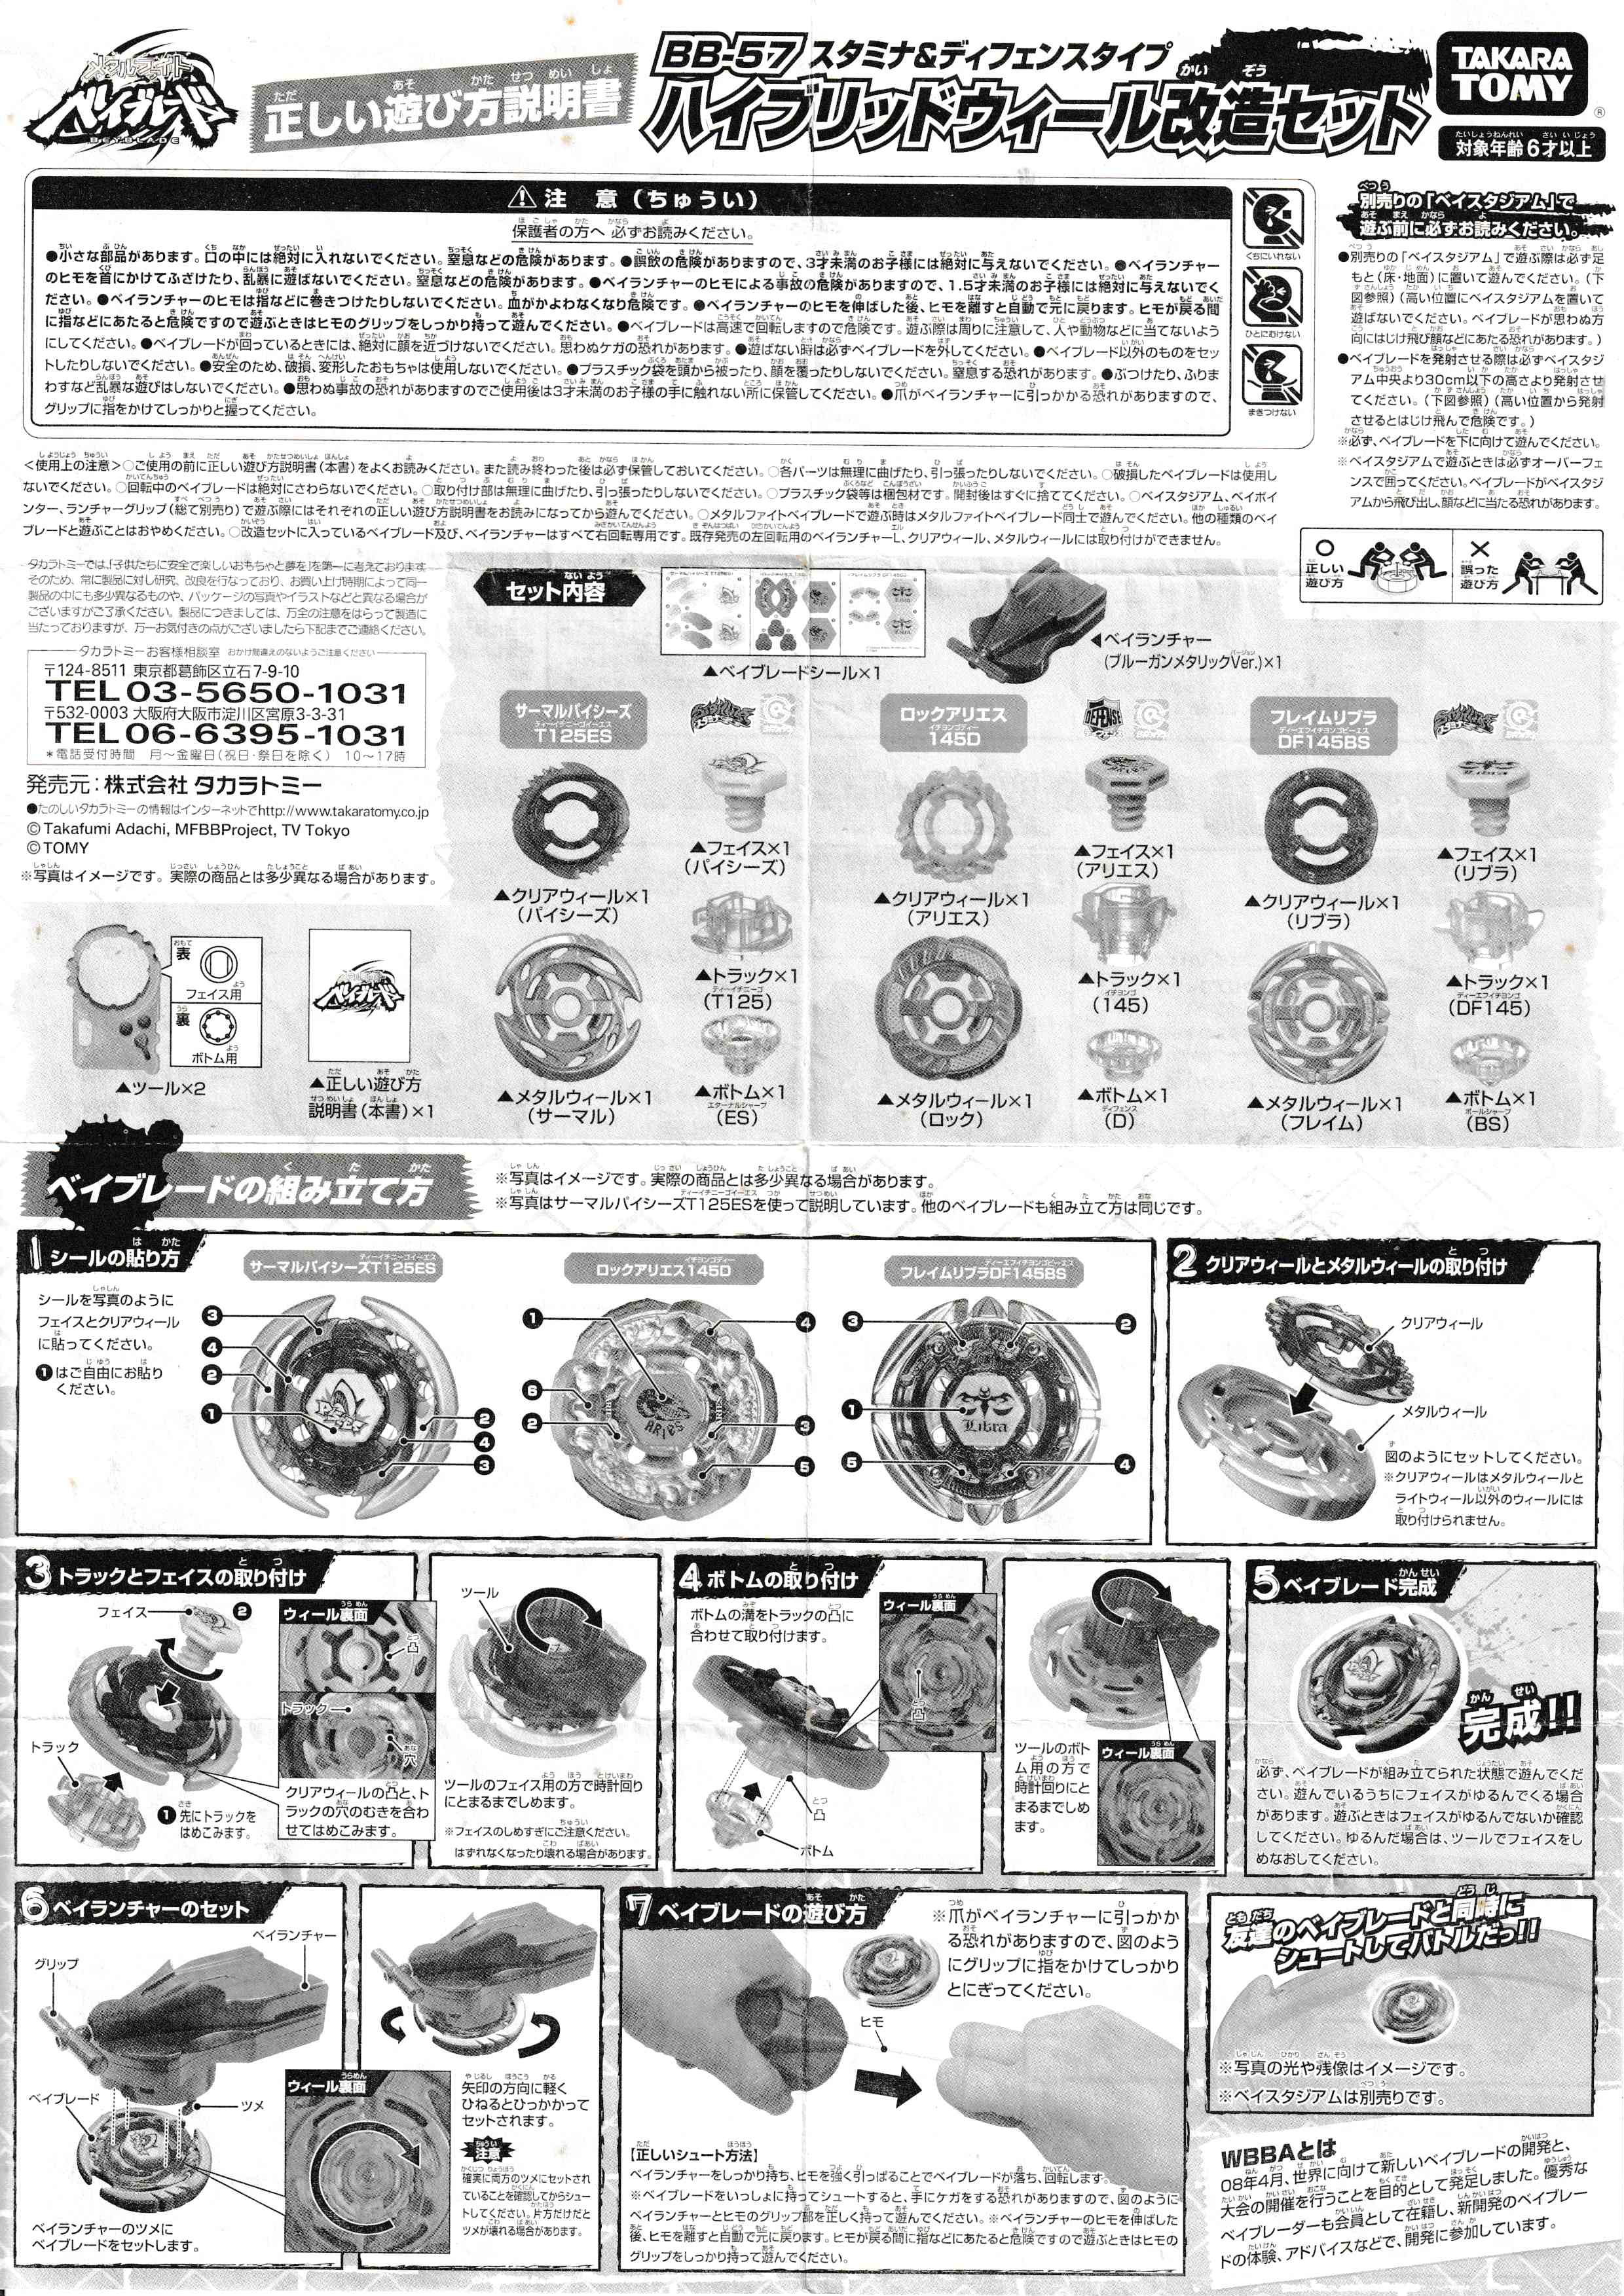 メタルファイト
ベイブレード
BEYBLADE
正しい遊び方説明書
BB-57 スタミナ&ディフェンスタイプ
ハイブリッドウィール改造セット
TAKARA
TOMY
対象年齢6才以上
⚠注 意(ちゅうい)
保護者の方へ 必ずお読みください。
●小さな部品があります。口の中には絶対に入れないでください。窒息などの危険があります。●誤飲の危険がありますので、3才未満のお子様には絶対に与えないでください。●ベイランチャー
のヒモを首にかけてふざけたり、乱暴に遊ばないでください。窒息などの危険があります。●ベイランチャーのヒモによる事故の危険がありますので、1.5才未満のお子様には絶対に与えないでく
ださい。●ベイランチャーのヒモは指などに巻きつけたりしないでください。血がかよわなくなり危険です。●ベイランチャーのヒモを伸ばした後、ヒモを離すと自動で元に戻ります。ヒモが戻る間
に指などにあたると危険ですので遊ぶときはヒモのグリップをしっかり持って遊んでください。●ベイブレードは高速で回転しますので危険です。遊ぶ際は周りに注意して、人や動物などに当てないよう
にしてください。●ベイブレードが回っているときには、絶対に顔を近づけないでください。思わぬケガの恐れがあります。●遊ばない時は必ずベイブレードを外してください。●ベイブレード以外のものをセッ
トしたりしないでください。●安全のため、破損、変形したおもちゃは使用しないでください。●プラスチック袋を頭から被ったり、顔を覆ったりしないでください。窒息する恐れがあります。●ぶつけたり、ふりま
わすなど乱暴な遊びはしないでください。●思わぬ事故の恐れがありますのでご使用後は3才未満のお子様の手に触れない所に保管してください。●爪がベイランチャーに引っかかる恐れがありますので、
グリップに指をかけてしっかりと握ってください。
くちにいれない
ひとにむけない
まきつけない
別売りの「ベイスタジアム」で
遊ぶ前に必ずお読みください。
●別売りの「ベイスタジアム」で遊ぶ際は必ず足
もと(床・地面)に置いて遊んでください。(下
図参照)(高い位置にベイスタジアムを置いて
遊ばないでください。ベイブレードが思わぬ方
向にはじけ飛び顔などにあたる恐れがあります。)
●ベイブレードを発射させる際は必ずベイスタジ
アム中央より30cm以下の高さより発射させ
てください。(下図参照)(高い位置から発射
させるとはじけ飛んで危険です。)
※必ず、ベイブレードを下に向けて遊んでください。
※ベイスタジアムで遊ぶときは必ずオーバーフェ
ンスで囲ってください。ベイブレードがベイスタジ
アムから飛び出し、顔などに当たる恐れがあります。
○
正しい
遊び方
×
誤った
遊び方
<使用上の注意>○ご使用の前に正しい遊び方説明書(本書)をよくお読みください。また読み終わった後は必ず保管しておいてください。○各パーツは無理に曲げたり、引っ張ったりしないでください。○破損したベイブレードは使用し
ないでください。○回転中のベイブレードは絶対にさわらないでください。○取り付け部は無理に曲げたり、引っ張ったりしないでください。○プラスチック袋等は梱包材です。開封後はすぐに捨ててください。○ベイスタジアム、ベイポイ
ンター、ランチャーグリップ(総て別売り)で遊ぶ際にはそれぞれの正しい遊び方説明書をお読みになってから遊んでください。○メタルファイトベイブレードで遊ぶ時はメタルファイトベイブレード同士で遊んでください。他の種類のベイ
ブレードと遊ぶことはおやめください。○改造セットに入っているベイブレード及び、ベイランチャーはすべて右回転専用です。既存発売の左回転用のベイランチャーL、クリアウィール、メタルウィールには取り付けができません。
タカラトミーでは、「子供たちに安全で楽しいおもちゃと夢を」を第一に考えております
そのため、常に製品に対し研究、改良を行なっており、お買い上げ時期によって同一
製品の中にも多少異なるものや、パッケージの写真やイラストなどと異なる場合が
ございますがご了承ください。製品につきましては、万全の注意をはらって製造に
当たっておりますが、万一お気付きの点がございましたら下記までご連絡ください。
タカラトミーお客様相談室 おかけ間違えのないようご注意ください
〒124-8511 東京都葛飾区立石7-9-10
TEL 03-5650-1031
〒532-0003 大阪府大阪市淀川区宮原3-3-31
TEL 06-6395-1031
*電話受付時間 月~金曜日(祝日・祭日を除く) 10~17時
発売元:株式会社 タカラトミー
●たのしいタカラトミーの情報はインターネットでhttp://www.takaratomy.co.jp
© Takafumi Adachi, MFBBProject, TV Tokyo
© TOMY
※写真はイメージです。実際の商品とは多少異なる場合があります。
セット内容
▲ベイブレードシール×1
◀ベイランチャー
(ブルーガンメタリックVer.)×1
サーマルパイシーズ
T125ES
ロックアリエス
145D
DEFENSE
フレイムリブラ
DF145BS
▲フェイス×1
(パイシーズ)
▲クリアウィール×1
(パイシーズ)
▲トラック×1
(T125)
▲メタルウィール×1
(サーマル)
▲ボトム×1
(ES)
▲フェイス×1
(アリエス)
▲クリアウィール×1
(アリエス)
▲トラック×1
(145)
▲メタルウィール×1
(ロック)
▲ボトム×1
(D)
▲フェイス×1
(リブラ)
▲クリアウィール×1
(リブラ)
▲トラック×1
(DF145)
▲メタルウィール×1
(フレイム)
▲ボトム×1
(BS)
表
フェイス用
裏
ボトム用
▲ツール×2
▲正しい遊び方
説明書(本書)×1
ベイブレードの組み立て方
※写真はイメージです。実際の商品とは多少異なる場合があります。
※写真はサーマルパイシーズT125ESを使って説明しています。他のベイブレードも組み立て方は同じです。
1 シールの貼り方
シールを写真のように
フェイスとクリアウィール
に貼ってください。
❶はご自由にお貼り
ください。
サーマルパイシーズT125ES
❸
❹
❷
❶
❷
❹
❸
ロックアリエス145D
❶
❹
❻
❷
❸
❺
ARIES
フレイムリブラDF145BS
❸
❷
❶
❺
❹
Libra
2 クリアウィールとメタルウィールの取り付け
クリアウィール
メタルウィール
図のようにセットしてください。
※クリアウィールはメタルウィールと
ライトウィール以外のウィールには
取り付けられません。
3 トラックとフェイスの取り付け
フェイス
❷
ウィール裏面
凸
トラック
穴
トラック
❶先にトラックを
はめこみます。
クリアウィールの凸と、ト
ラックの穴のむきを合わ
せてはめこみます。
ツール
ツールのフェイス用の方で時計回り
にとまるまでしめます。
※フェイスのしめすぎにご注意ください。
はずれなくなったり壊れる場合があります。
4 ボトムの取り付け
ボトムの溝をトラックの凸に
合わせて取り付けます。
ウィール裏面
凸
凸
ボトム
ツールのボト
ム用の方で
時計回りにと
まるまでしめ
ます。
ウィール裏面
5 ベイブレード完成
完成!!
必ず、ベイブレードが組み立てられた状態で遊んでくだ
さい。遊んでいるうちにフェイスがゆるんでくる場合
があります。遊ぶときはフェイスがゆるんでないか確認
してください。ゆるんだ場合は、ツールでフェイスをし
めなおしてください。
6 ベイランチャーのセット
グリップ
ベイランチャー
ベイブレード
ツメ
ウィール裏面
ベイランチャーのツメに
ベイブレードをセットします。
矢印の方向に軽く
ひねるとひっかかって
セットされます。
注意
確実に両方のツメにセットされ
ていることを確認してからシュー
トしてください。片方だけだと
ツメが壊れる場合があります。
7 ベイブレードの遊び方
※爪がベイランチャーに引っかか
る恐れがありますので、図のよう
にグリップに指をかけてしっかり
とにぎってください。
ヒモ
【正しいシュート方法】
ベイランチャーをしっかり持ち、ヒモを強く引っぱることでベイブレードが落ち、回転します。
※ベイブレードをいっしょに持ってシュートすると、手にケガをする恐れがありますので、図のように
ベイランチャーとヒモのグリップ部を正しく持って遊んでください。※ベイランチャーのヒモを伸ばした
後、ヒモを離すと自動で元に戻ります。ヒモが戻る間に指などにあたると危険ですので遊ぶときはヒモの
グリップをしっかり持って遊んでください。
友達のベイブレードと同時に
シュートしてバトルだっ!!
※写真の光や残像はイメージです。
※ベイスタジアムは別売りです。
WBBAとは
08年4月、世界に向けて新しいベイブレードの開発と、
大会の開催を行うことを目的として発足しました。優秀な
ベイブレーダーも会員として在籍し、新開発のベイブレー
ドの体験、アドバイスなどで、開発に参加しています。